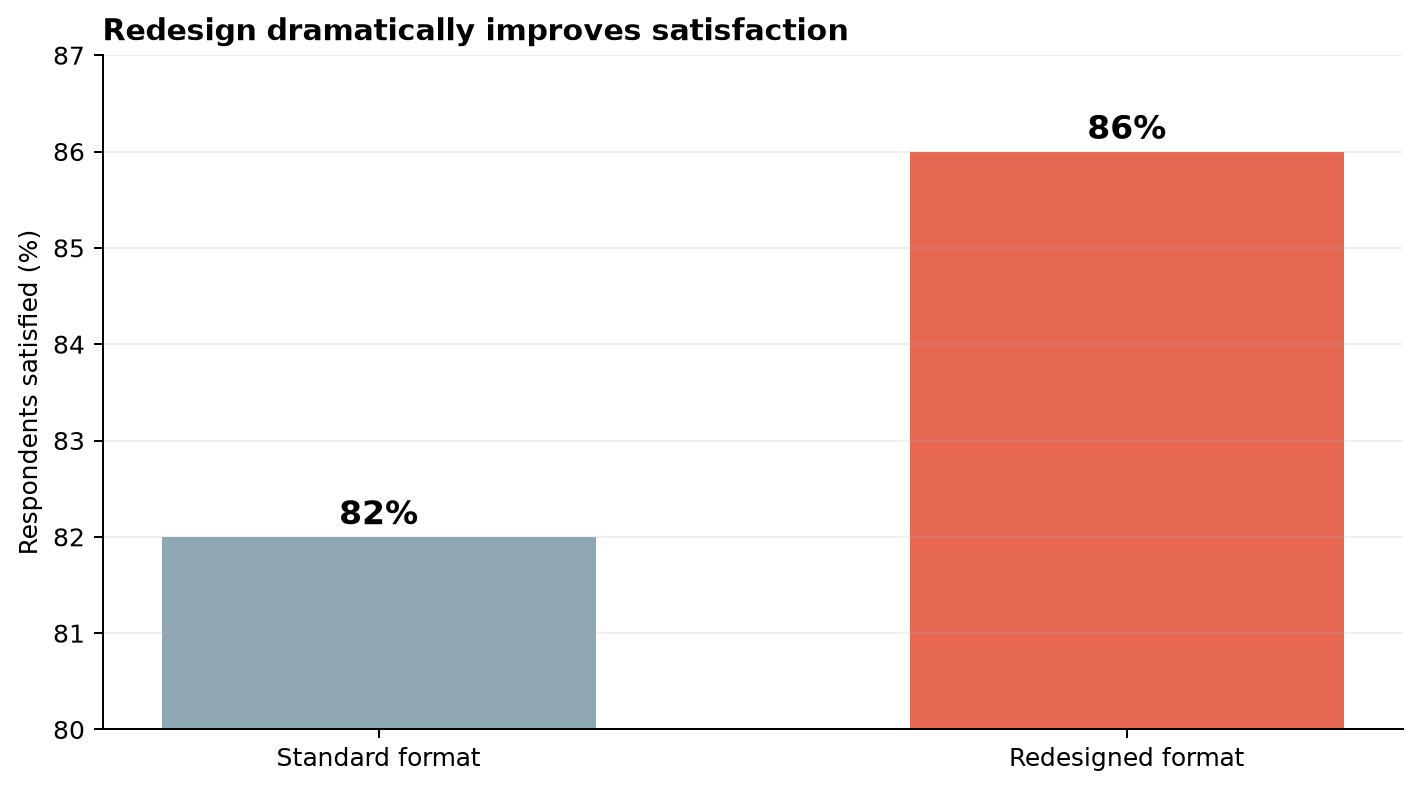 Redesign dramatically improves satisfaction
87
86
85
84
83
82
81
80
Respondents satisfied (%)
82%
86%
Standard format
Redesigned format